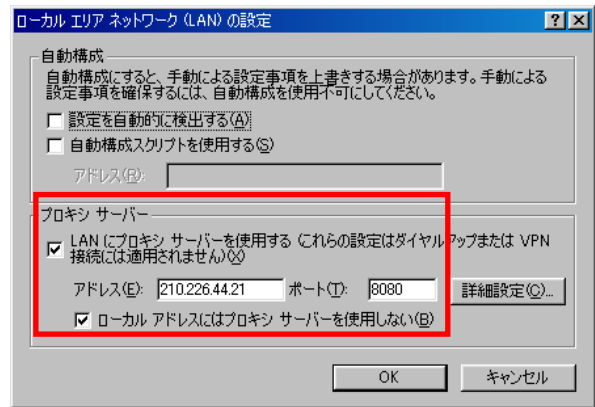 ローカル エリア ネットワーク (LAN) の設定
自動構成
自動構成にすると、手動による設定事項を上書きする場合があります。手動による
設定事項を確保するには、自動構成を使用不可にしてください。
設定を自動的に検出する(A)
自動構成スクリプトを使用する(S)
アドレス(R):
プロキシ サーバー
LAN にプロキシ サーバーを使用する (これらの設定はダイヤルアップまたは VPN
接続には適用されません)(X)
アドレス(E): 210.226.44.21 ポート(T): 8080 詳細設定(C)...
ローカル アドレスにはプロキシ サーバーを使用しない(B)
OK キャンセル